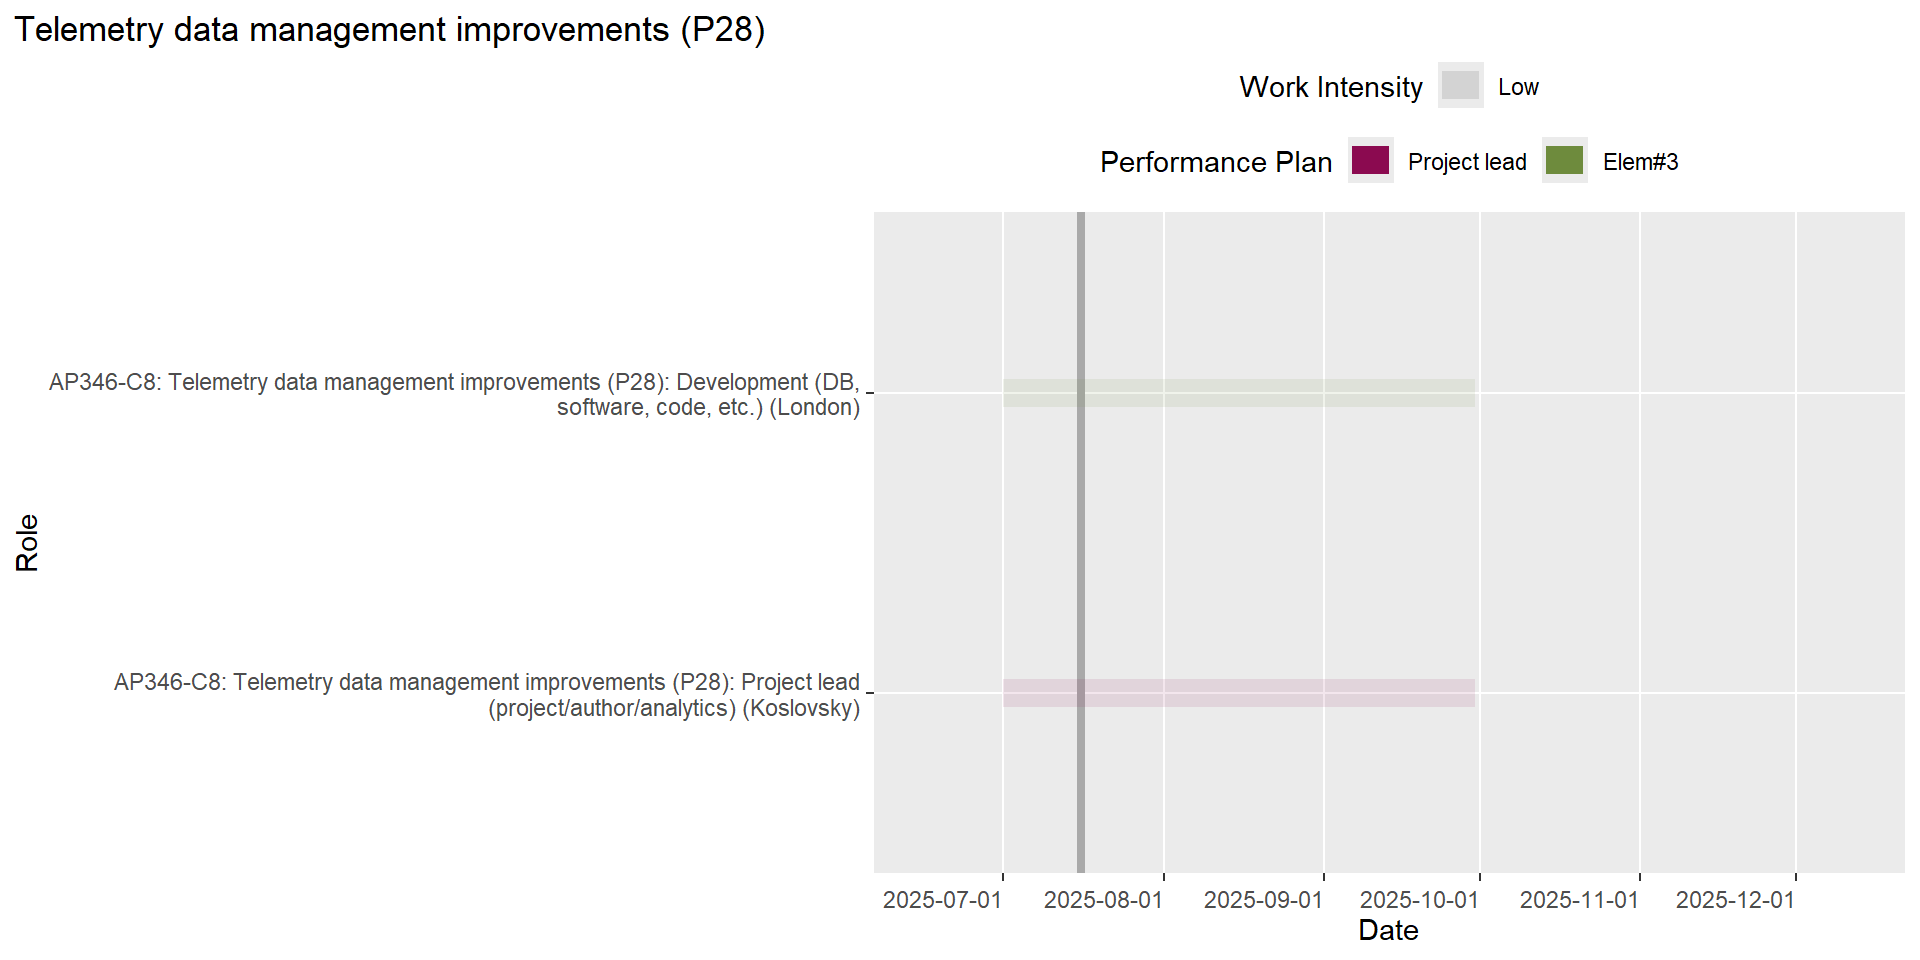 Telemetry data management improvements (P28)
Work Intensity Low
Performance Plan Project lead Elem#3
AP346-C8: Telemetry data management improvements (P28): Development (DB,
software, code, etc.) (London)
Role
AP346-C8: Telemetry data management improvements (P28): Project lead
(project/author/analytics) (Koslovsky)
2025-07-01 2025-08-01 2025-09-01 2025-10-01 2025-11-01 2025-12-01
Date